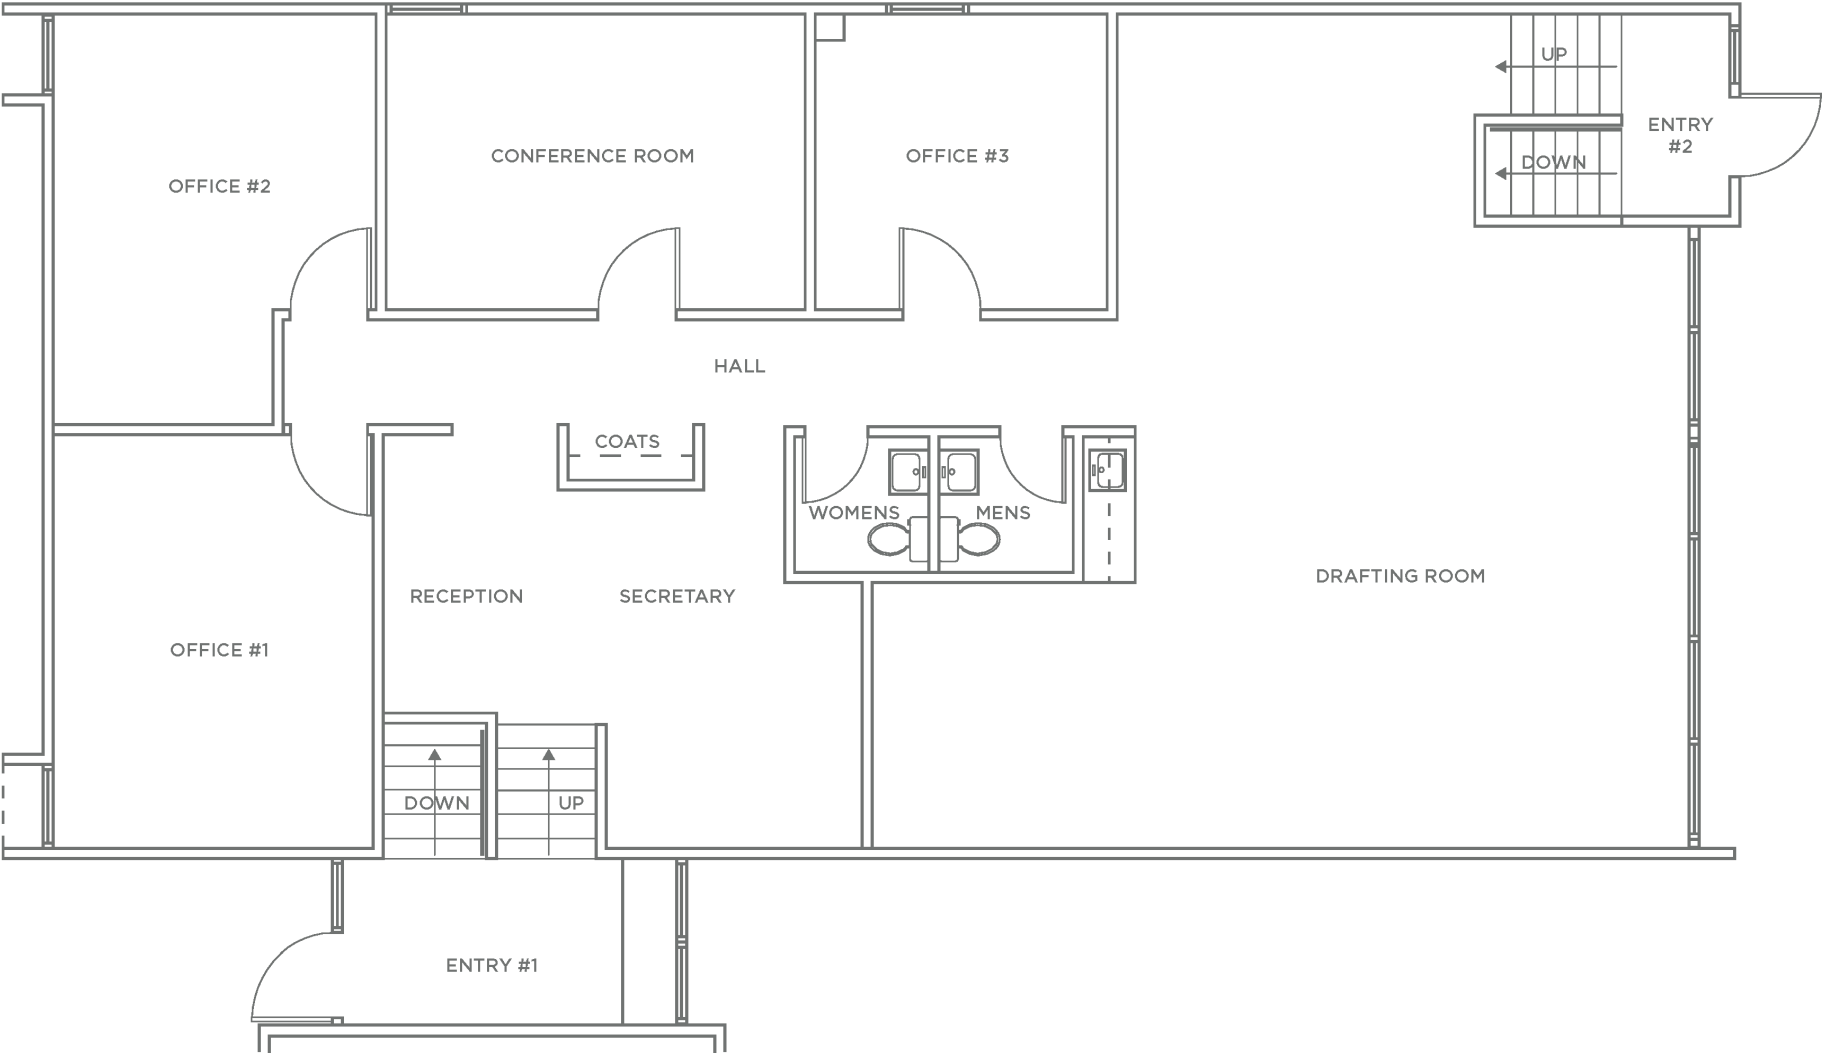 UP
ENTRY
#2
CONFERENCE ROOM
OFFICE #3
DOWN
OFFICE #2
HALL
COATS
WOMENS
MENS
DRAFTING ROOM
RECEPTION
SECRETARY
OFFICE #1
DOWN
UP
ENTRY #1